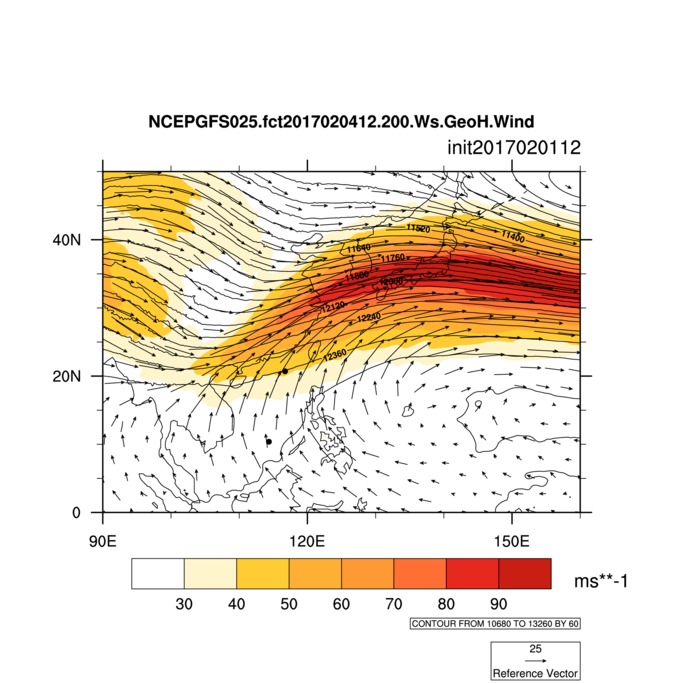 NCEPGFS025.fct2017020412.200.Ws.GeoH.Wind
init2017020112
40N
20N
0
11520
11400
11640
11760
11880
12000
12120
12240
12360
90E 120E 150E
30 40 50 60 70 80 90
ms**-1
CONTOUR FROM 10680 TO 13260 BY 60
25
Reference Vector